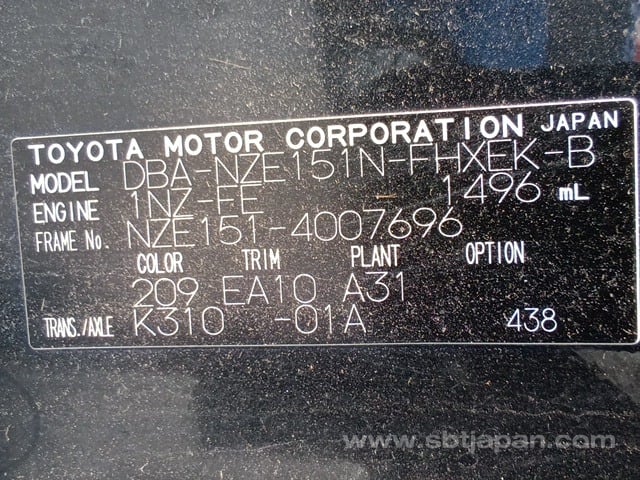 TOYOTA MOTOR CORPORATION JAPAN
MODEL DBA-NZE151N-FHXEK-B
ENGINE 1NZ-FE - 1496 mL
FRAME No. NZE151-4007696
COLOR TRIM PLANT OPTION
209 EA10 A31
TRANS./AXLE K310 -01A 438
www.sbtjapan.com